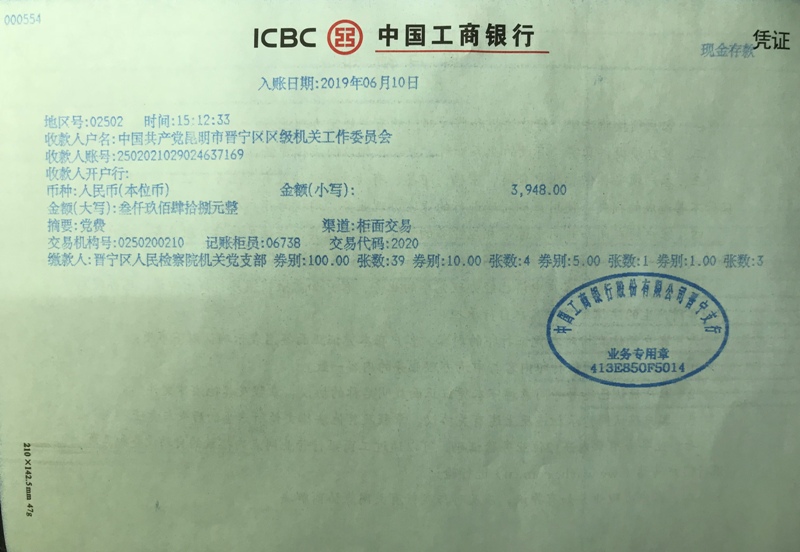 000554
ICBC 中国工商银行
现金存款
凭证
入账日期:2019年06月10日
地区号:02502 时间:15:12:33
收款人户名:中国共产党昆明市晋宁区区级机关工作委员会
收款人账号:2502021029024637169
收款人开户行:
币种:人民币(本位币) 金额(小写): 3,948.00
金额(大写):叁仟玖佰肆拾捌元整
摘要:党费 渠道:柜面交易
交易机构号:0250200210 记账柜员:06738 交易代码:2020
缴款人:晋宁区人民检察院机关党支部 券别:100.00 张数:39 券别:10.00 张数:4 券别:5.00 张数:1 券别:1.00 张数:3
中国工商银行股份有限公司晋宁支行
业务专用章
413E850F5014
210×142.5mm 47g